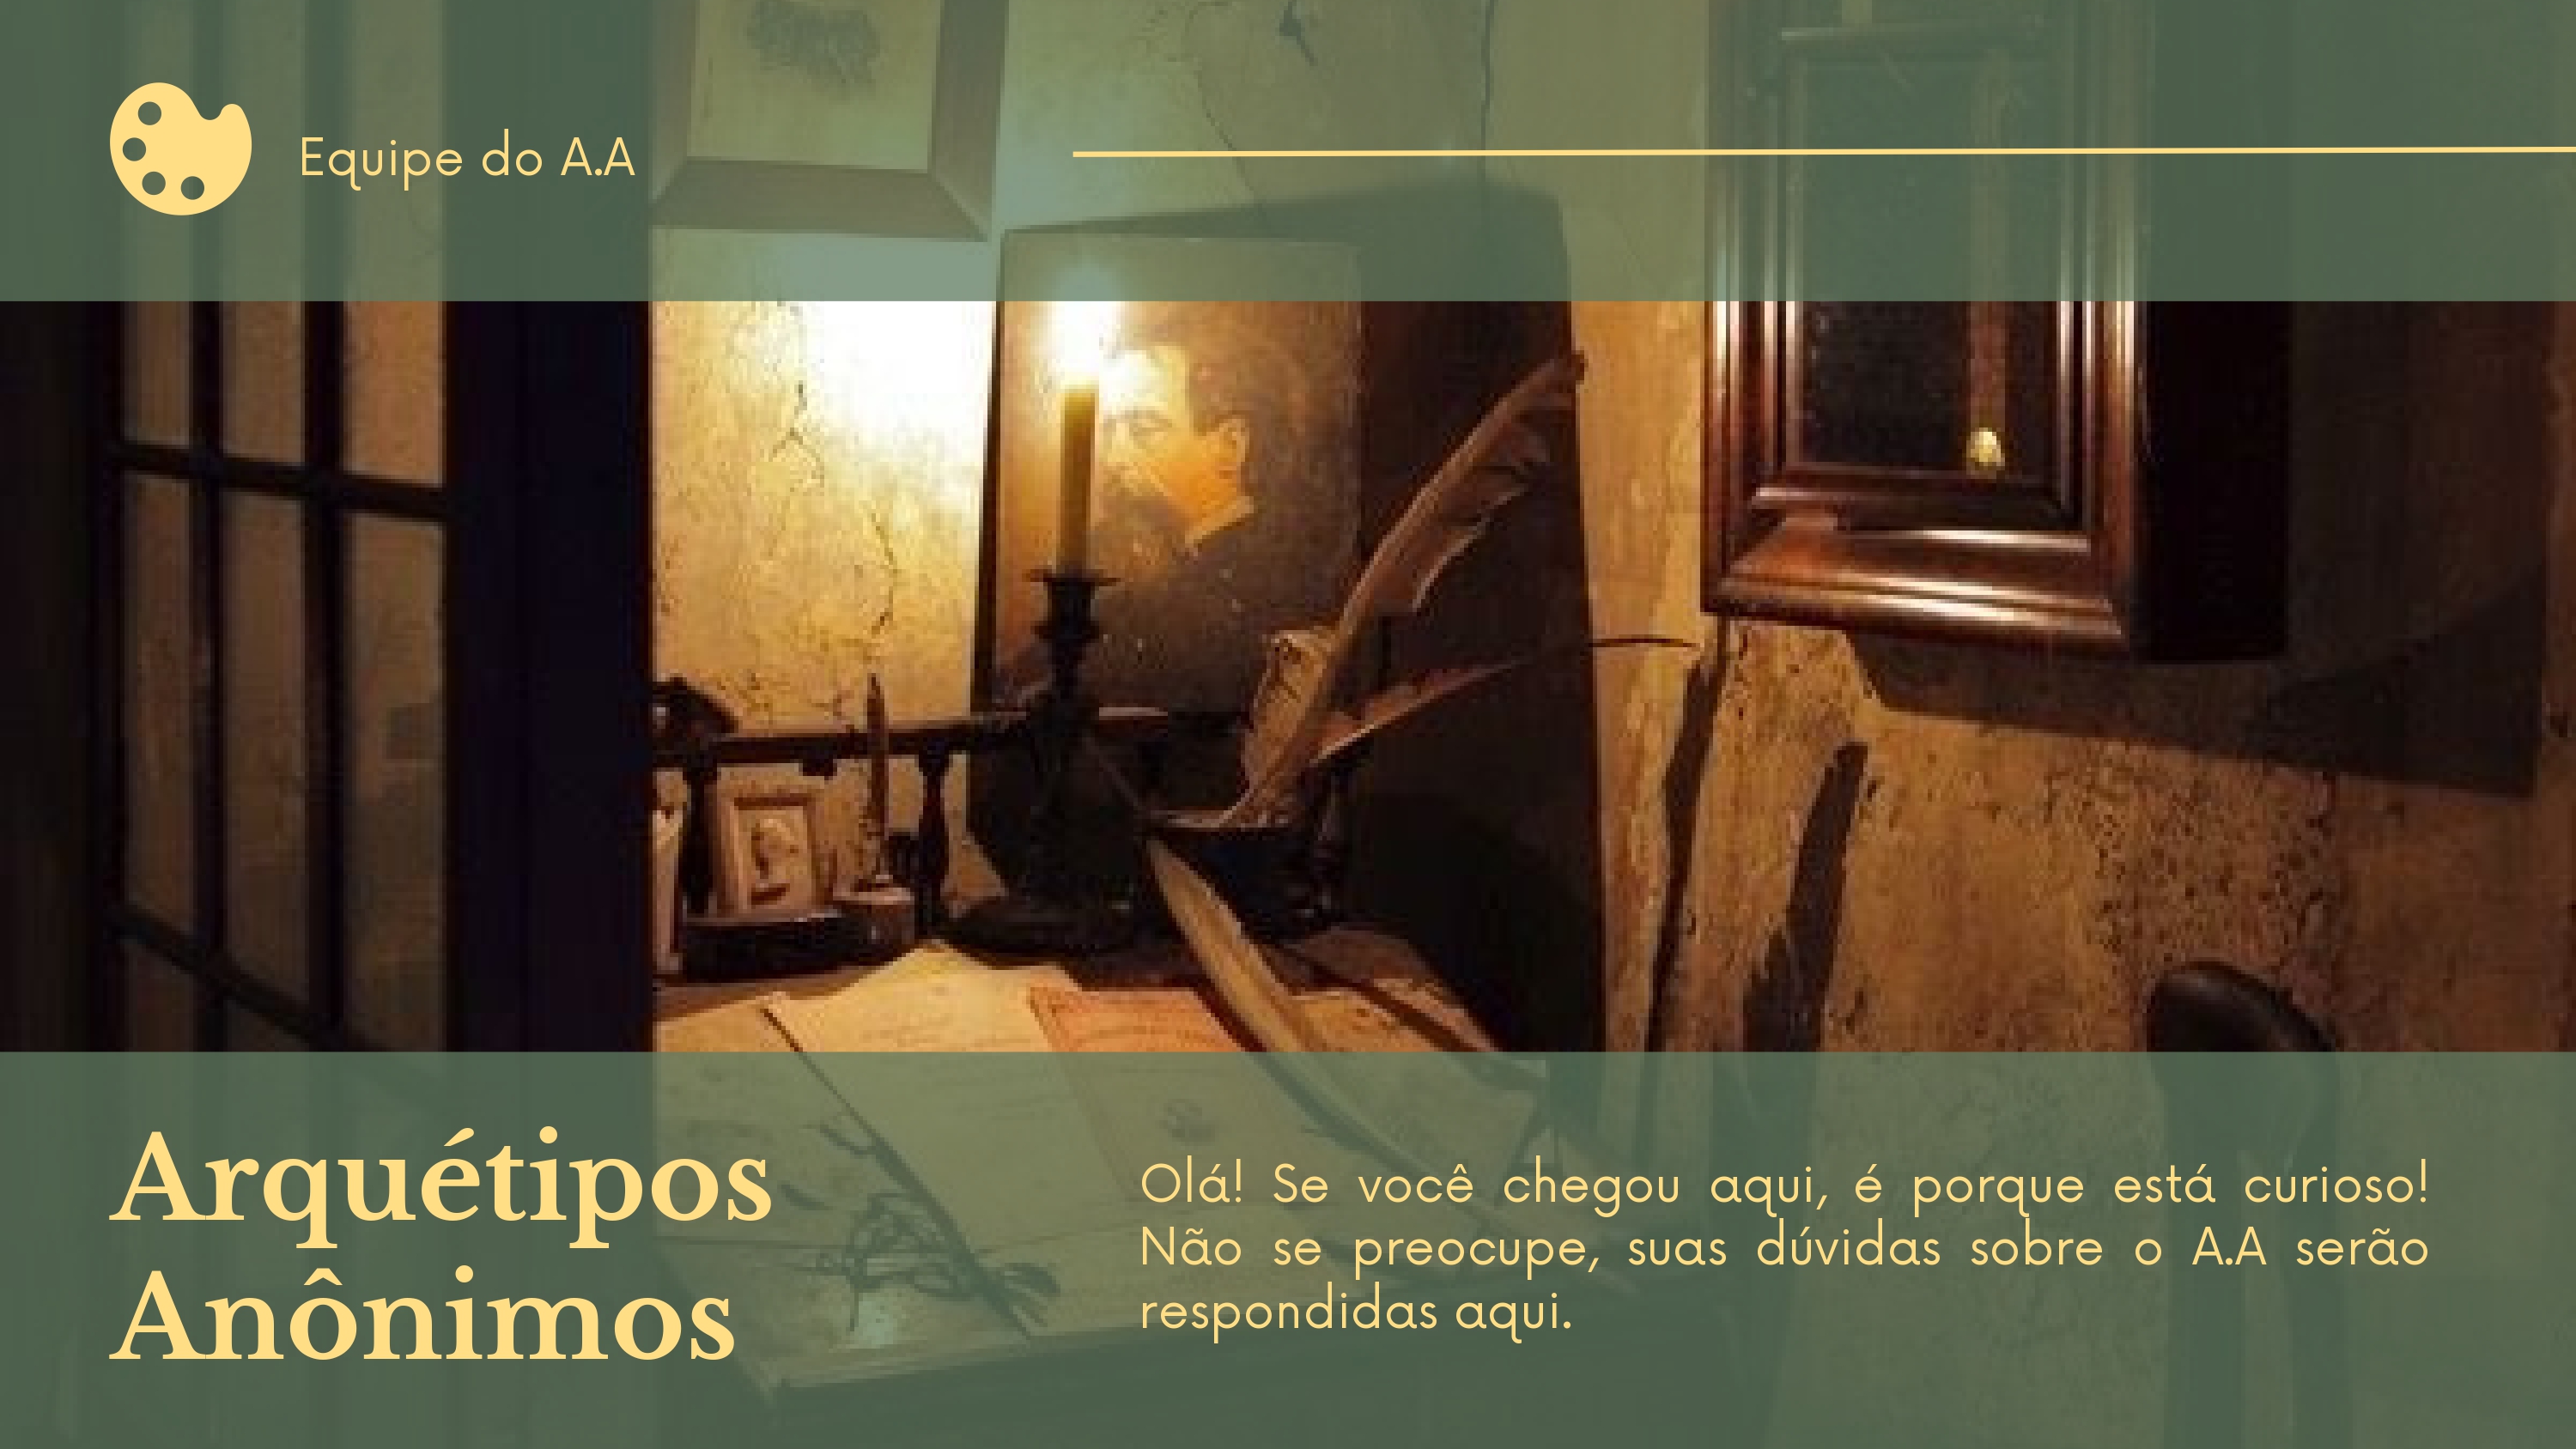 Equipe do A.A
Arquétipos
Anônimos
Olá! Se você chegou aqui, é porque está curioso!
Não se preocupe, suas dúvidas sobre o A.A serão
respondidas aqui.